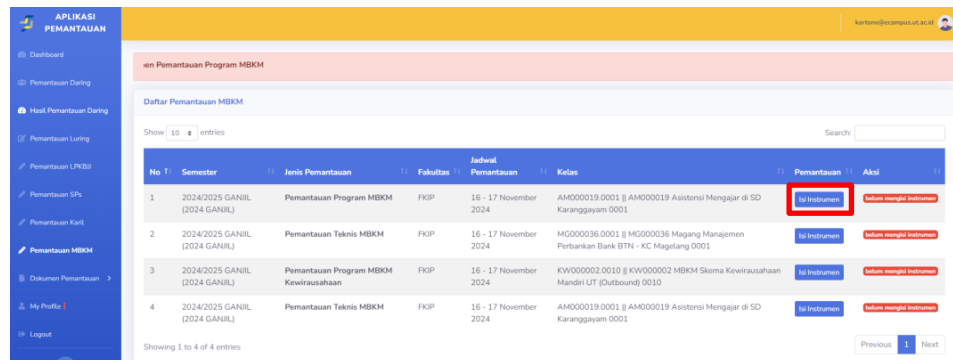 APLIKASI
PEMANTAUAN
kartono@ecampus.ut.ac.id
Dashboard
Pemantauan Daring
Hasil Pemantauan Daring
Pemantauan Luring
Pemantauan LPKBJJ
Pemantauan SPs
Pemantauan Karil
Pemantauan MBKM
Dokumen Pemantauan
My Profile
Logout
en Pemantauan Program MBKM
Daftar Pemantauan MBKM
Show 10 entries
Search:
No Semester Jenis Pemantauan Fakultas Jadwal Pemantauan Kelas Pemantauan Aksi
1 2024/2025 GANJIL Pemantauan Program MBKM FKIP 16 - 17 November AM000019.0001 || AM000019 Asistensi Mengajar di SD Isi Instrumen belum mengisi instrumen
(2024 GANJIL) 2024 Karanggayam 0001
2 2024/2025 GANJIL Pemantauan Teknis MBKM FKIP 16 - 17 November MG000036.0001 || MG000036 Magang Manajemen Isi Instrumen belum mengisi instrumen
(2024 GANJIL) 2024 Perbankan Bank BTN - KC Magelang 0001
3 2024/2025 GANJIL Pemantauan Program MBKM FKIP 16 - 17 November KW000002.0010 || KW000002 MBKM Skema Kewirausahaan Isi Instrumen belum mengisi instrumen
(2024 GANJIL) Kewirausahaan 2024 Mandiri UT (Outbound) 0010
4 2024/2025 GANJIL Pemantauan Teknis MBKM FKIP 16 - 17 November AM000019.0001 || AM000019 Asistensi Mengajar di SD Isi Instrumen belum mengisi instrumen
(2024 GANJIL) 2024 Karanggayam 0001
Showing 1 to 4 of 4 entries
Previous 1 Next